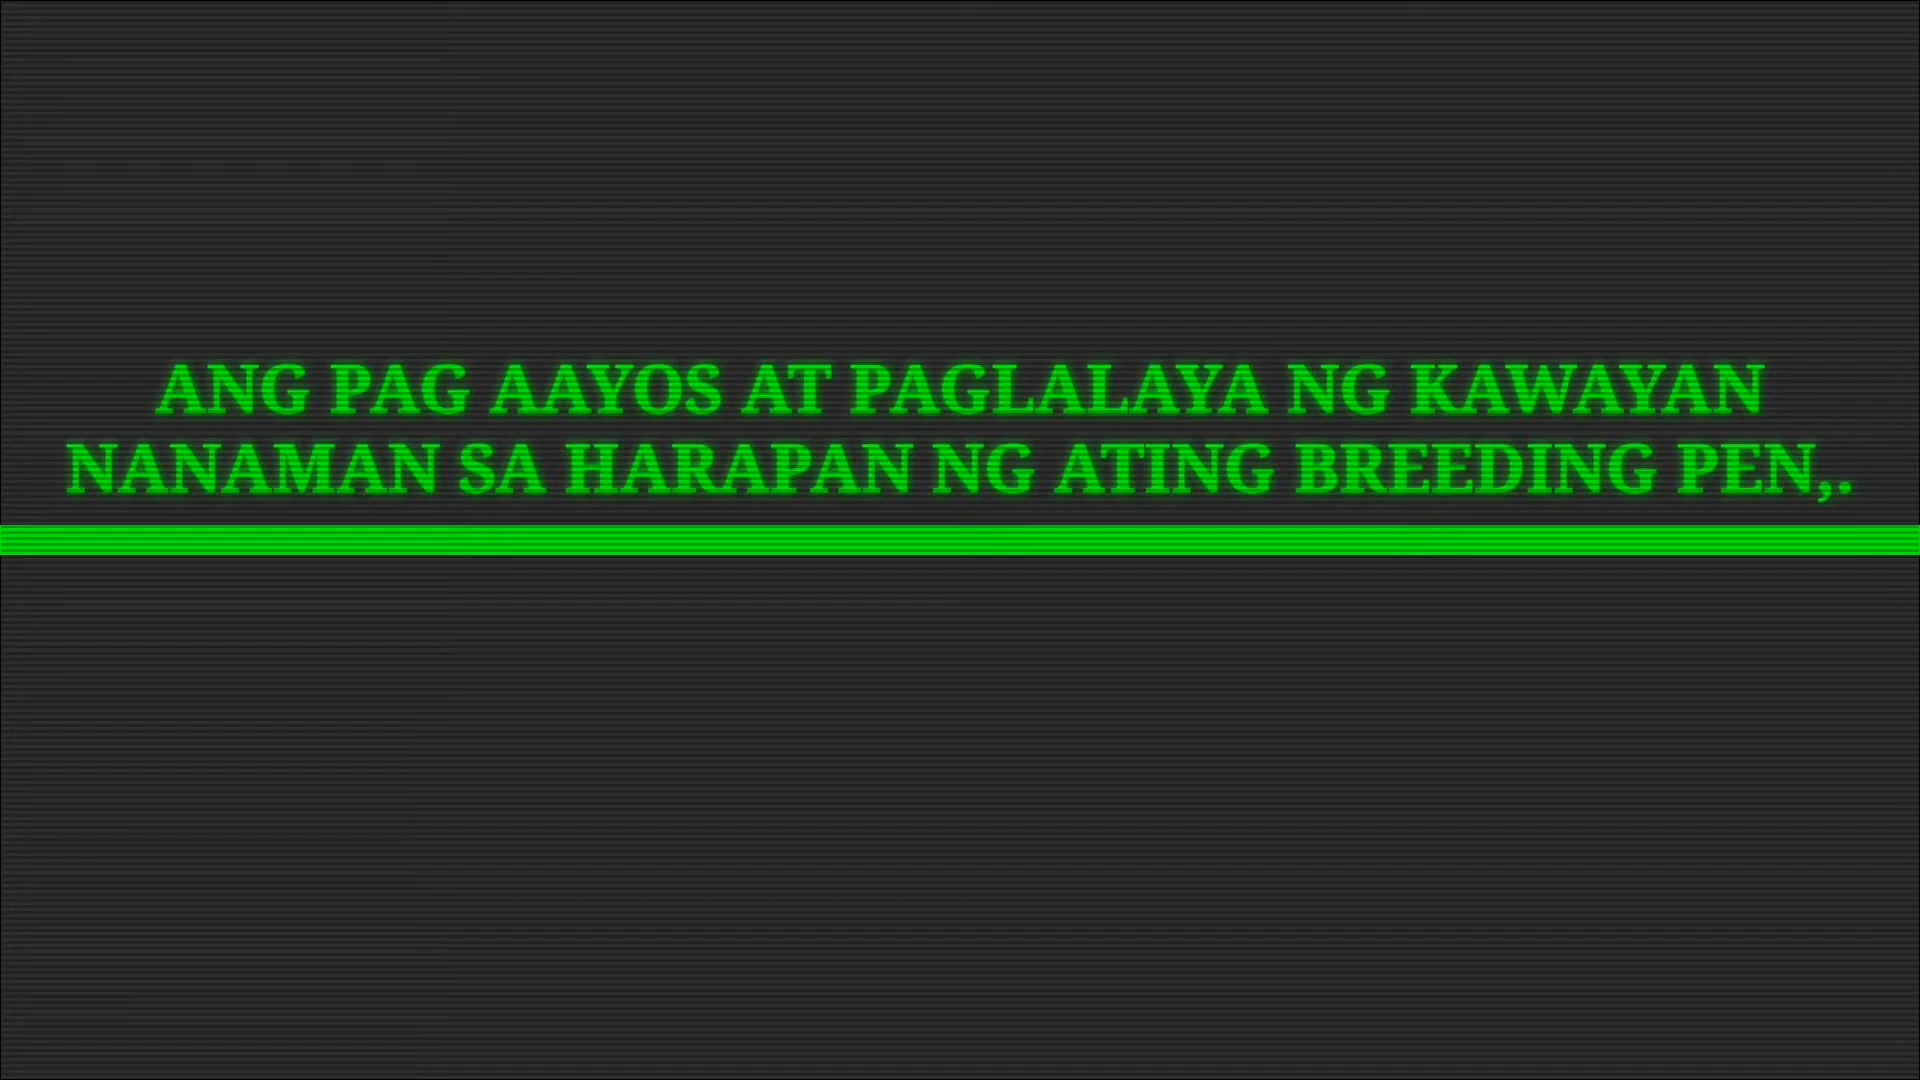 ANG PAG AAYOS AT PAGLALAYA NG KAWAYAN
NANAMAN SA HARAPAN NG ATING BREEDING PEN,.